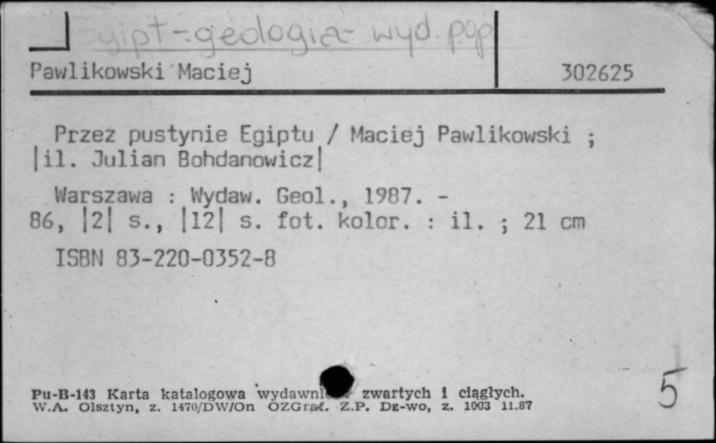 Egipt - geologia - wyd. pop
Pawlikowski Maciej 302625
Przez pustynie Egiptu / Maciej Pawlikowski ;
|il. Julian Bohdanowicz|
Warszawa : Wydaw. Geol., 1987. -
86, |2| s., |12| s. fot. kolor. : il. ; 21 cm
ISBN 83-220-0352-8
Pu-B-143 Karta katalogowa zwartych i ciągłych. 5
W.A. Olsztyn, z. 1470/DW/On OZGraf. Z.P. Dz-wo, z. 1003 11.87